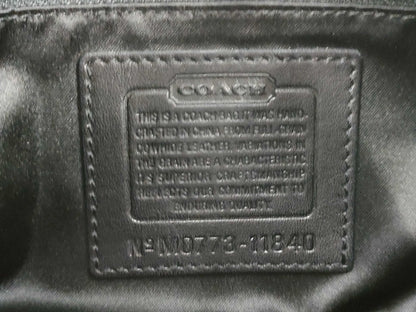 COACH
THIS IS A COACH BAG. IT WAS HAND-
CRAFTED IN CHINA FROM FULL GRAIN
COWHIDE LEATHER. VARIATIONS IN
THE GRAIN ARE A CHARACTERISTIC
ITS SUPERIOR CRAFTSMANSHIP
REFLECTS OUR COMMITMENT TO
ENDURING QUALITY.
Nº M0773-11840